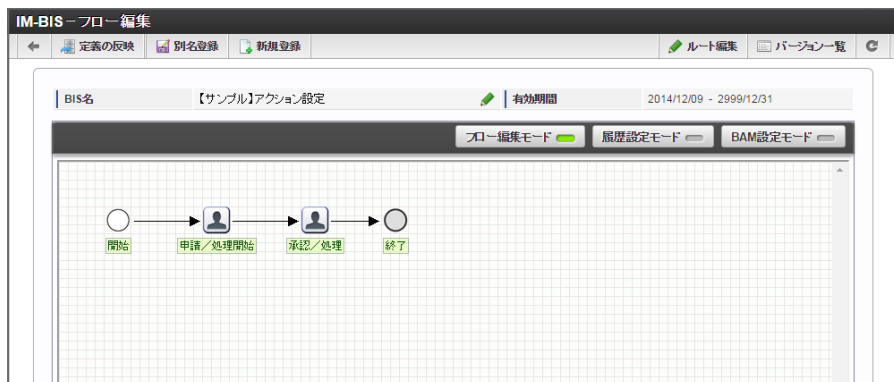 IM-BIS－フロー編集
定義の反映 別名登録 新規登録 ルート編集 バージョン一覧
BIS名 【サンプル】アクション設定 有効期間 2014/12/09 - 2999/12/31
フロー編集モード 履歴設定モード BAM設定モード
開始 申請／処理開始 承認／処理 終了